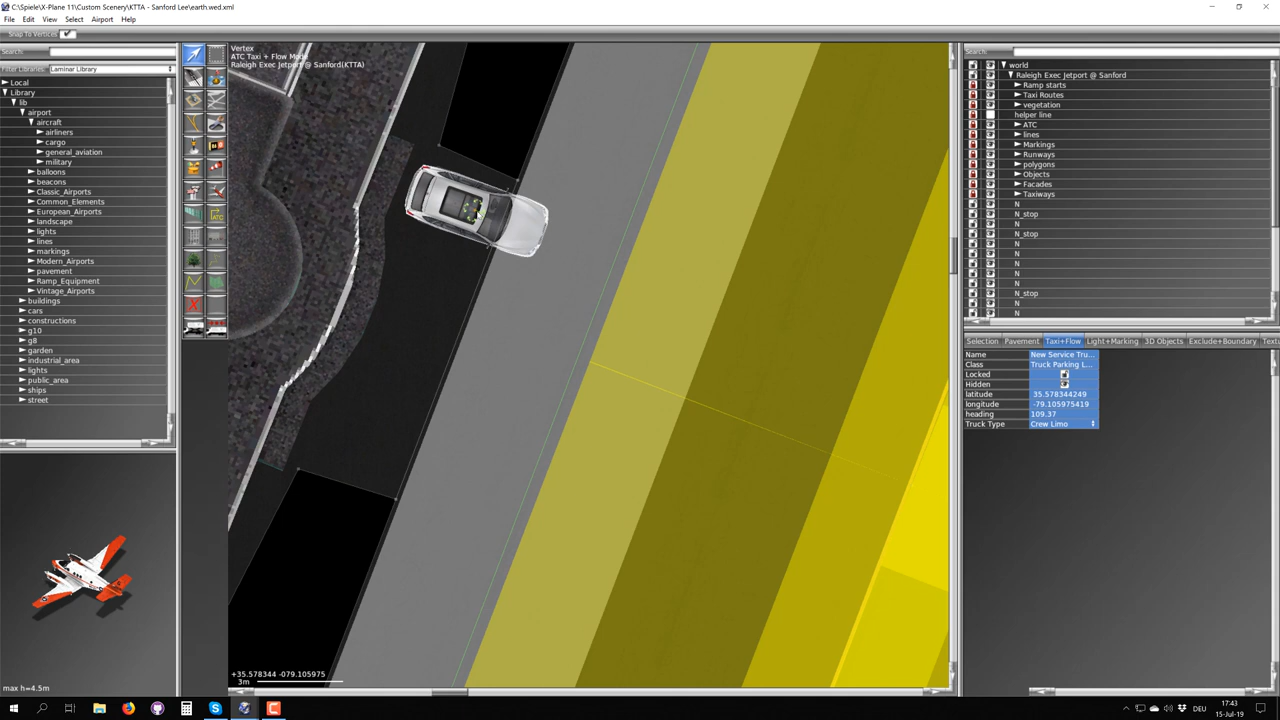 C:\Spiele\X-Plane 11\Custom Scenery\KTTA - Sanford Lee\earth.wed.xml
File Edit View Select Airport Help
Snap To Vertices
Search:
Filter Libraries: Laminar Library
Local
Library
lib
airport
aircraft
airliners
cargo
general_aviation
military
balloons
beacons
Classic_Airports
Common_Elements
European_Airports
landscape
lights
lines
markings
Modern_Airports
pavement
Ramp_Equipment
Vintage_Airports
buildings
cars
constructions
g10
g8
garden
industrial_area
lights
public_area
ships
street
max h=4.5m
Vertex
ATC Taxi + Flow Mode
Raleigh Exec Jetport @ Sanford(KTTA)
ATC
+35.578344 -079.105975
3m
Search:
world
Raleigh Exec Jetport @ Sanford
Ramp starts
Taxi Routes
vegetation
helper line
ATC
lines
Markings
Runways
polygons
Objects
Facades
Taxiways
N
N_stop
N
N_stop
N
N
N
N
N
N_stop
N
N
Selection Pavement Taxi+Flow Light+Marking 3D Objects Exclude+Boundary Textu
Name New Service Tru...
Class Truck Parking L...
Locked
Hidden
latitude 35.578344249
longitude -79.105975419
heading 109.37
Truck Type Crew Limo
DEU
17:43
15-Jul-19